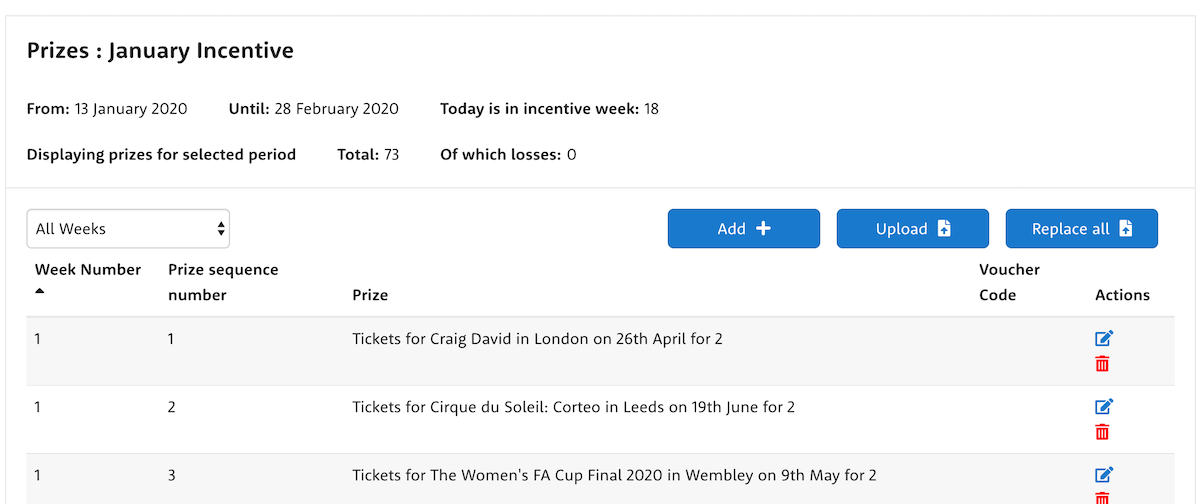 Prizes : January Incentive
From: 13 January 2020 Until: 28 February 2020 Today is in incentive week: 18
Displaying prizes for selected period Total: 73 Of which losses: 0
All Weeks Add Upload Replace all
Week Number Prize sequence number Prize Voucher Code Actions
1 1 Tickets for Craig David in London on 26th April for 2
1 2 Tickets for Cirque du Soleil: Corteo in Leeds on 19th June for 2
1 3 Tickets for The Women's FA Cup Final 2020 in Wembley on 9th May for 2